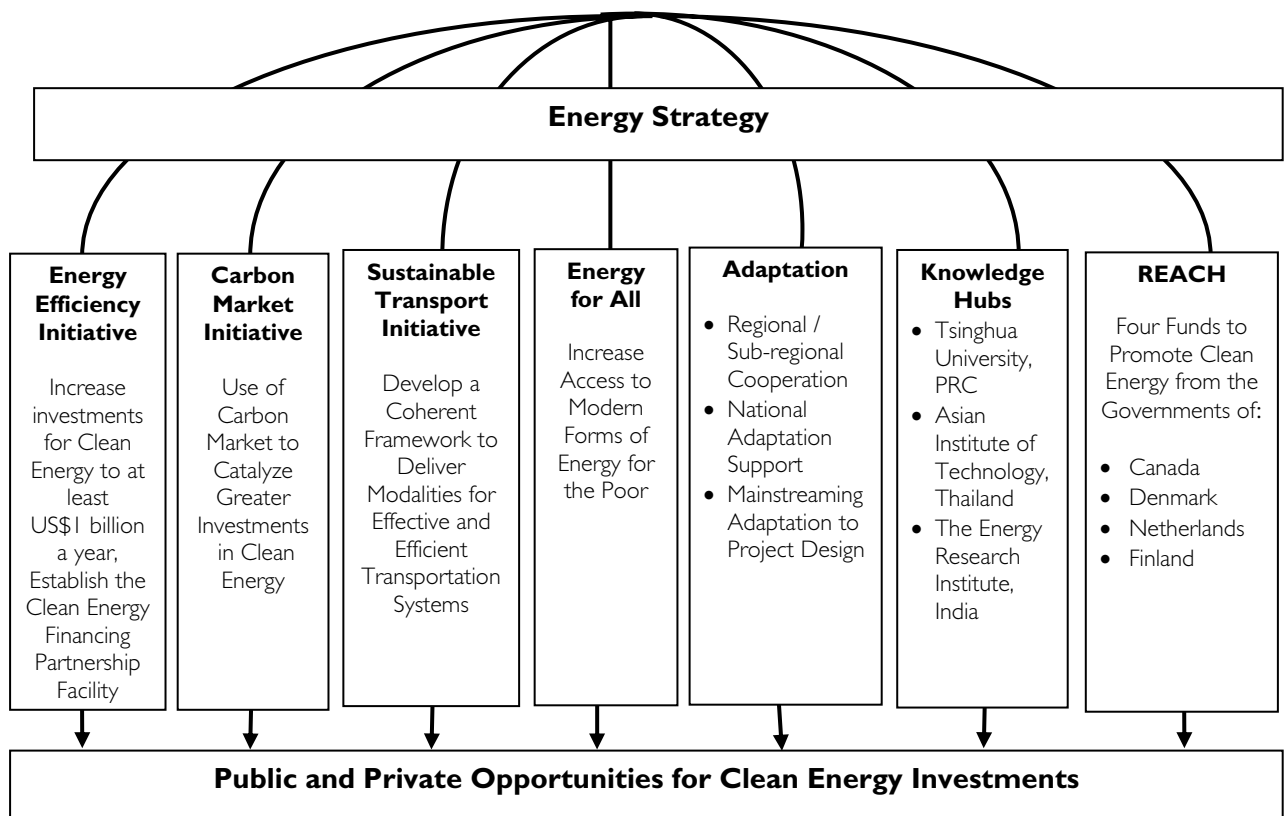 Energy Strategy
Energy
Efficiency
Initiative
Increase
investments
for Clean
Energy to at
least
US$1 billion
a year,
Establish the
Clean Energy
Financing
Partnership
Facility
Carbon
Market
Initiative
Use of
Carbon
Market to
Catalyze
Greater
Investments
in Clean
Energy
Sustainable
Transport
Initiative
Develop a
Coherent
Framework to
Deliver
Modalities for
Effective and
Efficient
Transportation
Systems
Energy
for All
Increase
Access to
Modern
Forms of
Energy for
the Poor
Adaptation
• Regional /
Sub-regional
Cooperation
• National
Adaptation
Support
• Mainstreaming
Adaptation to
Project Design
Knowledge
Hubs
• Tsinghua
University,
PRC
• Asian
Institute of
Technology,
Thailand
• The Energy
Research
Institute,
India
REACH
Four Funds to
Promote Clean
Energy from the
Governments of:
• Canada
• Denmark
• Netherlands
• Finland
Public and Private Opportunities for Clean Energy Investments